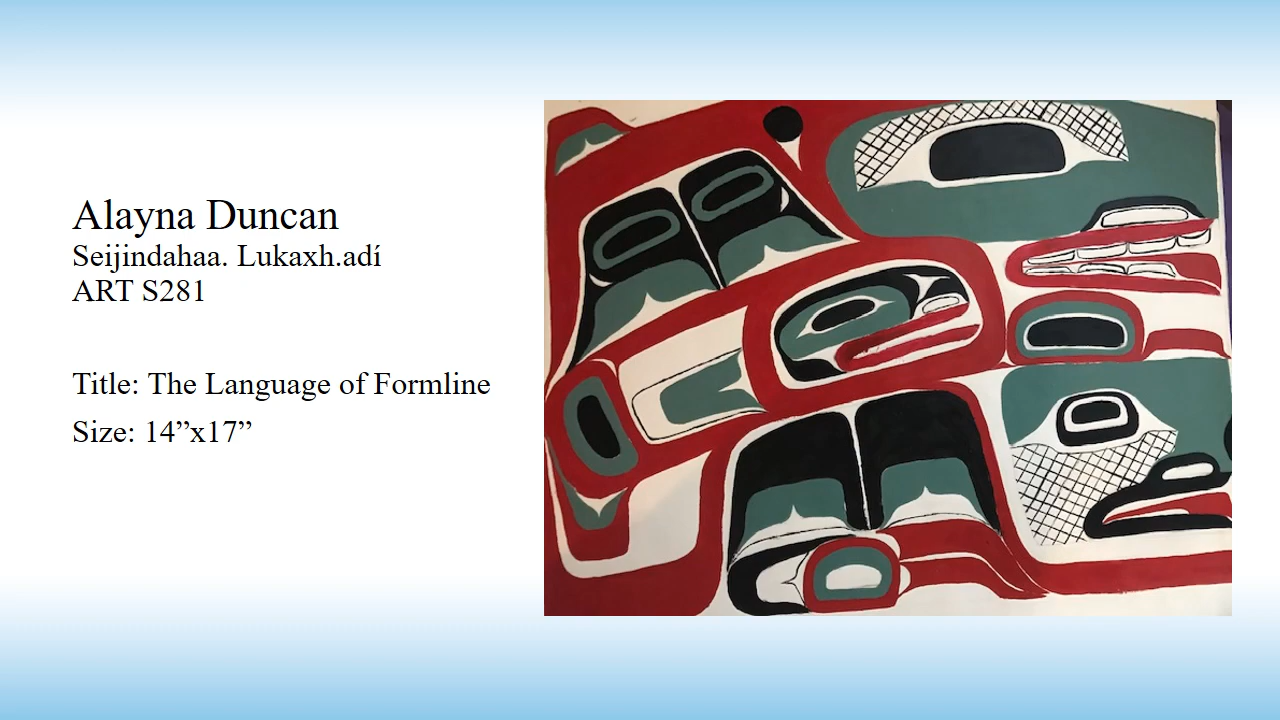 Alayna Duncan
Seijindahaa. Lukaxh.adí
ART S281
Title: The Language of Formline
Size: 14”x17”